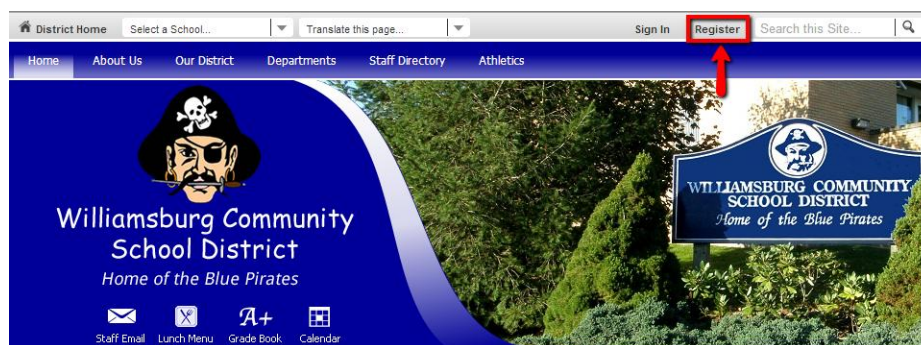 District Home Select a School... Translate this page... Sign In Register Search this Site...
Home About Us Our District Departments Staff Directory Athletics
Williamsburg Community
School District
Home of the Blue Pirates
Staff Email Lunch Menu A+ Grade Book Calendar
WILLIAMSBURG COMMUNITY
SCHOOL DISTRICT
Home of the Blue Pirates